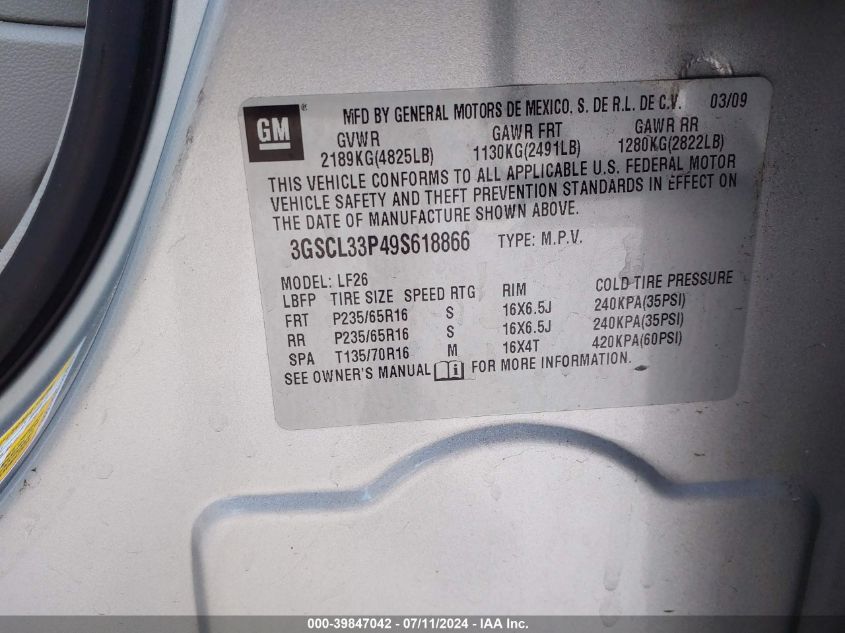 GM ® MFD BY GENERAL MOTORS DE MEXICO, S. DE R.L. DE C.V. 03/09
GVWR GAWR FRT GAWR RR
2189KG(4825LB) 1130KG(2491LB) 1280KG(2822LB)
THIS VEHICLE CONFORMS TO ALL APPLICABLE U.S. FEDERAL MOTOR
VEHICLE SAFETY AND THEFT PREVENTION STANDARDS IN EFFECT ON
THE DATE OF MANUFACTURE SHOWN ABOVE.
3GSCL33P49S618866 TYPE: M.P.V.
MODEL: LF26
LBFP TIRE SIZE SPEED RTG RIM COLD TIRE PRESSURE
FRT P235/65R16 S 16X6.5J 240KPA(35PSI)
RR P235/65R16 S 16X6.5J 240KPA(35PSI)
SPA T135/70R16 M 16X4T 420KPA(60PSI)
SEE OWNER'S MANUAL i FOR MORE INFORMATION.
000-39847042 - 07/11/2024 - IAA Inc.